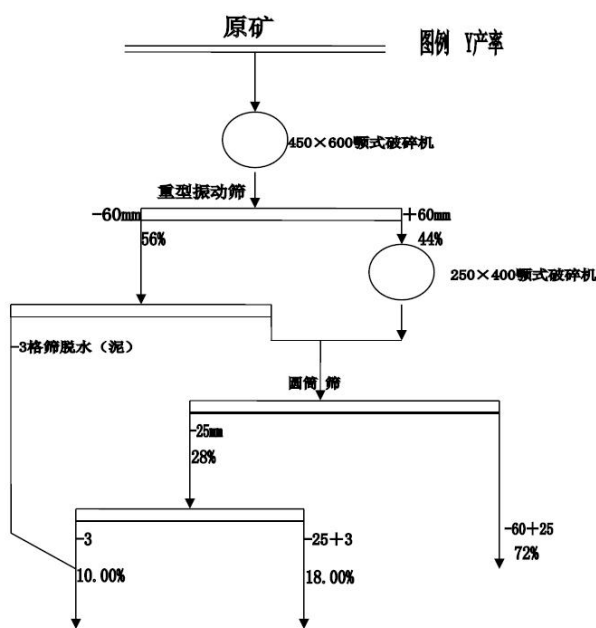 原矿
图例 Y产率
450×600颚式破碎机
重型振动筛
-60mm
+60mm
56%
44%
250×400颚式破碎机
-3格筛脱水（泥）
圆筒 筛
-25mm
28%
-60+25
72%
-3
-25+3
10.00%
18.00%